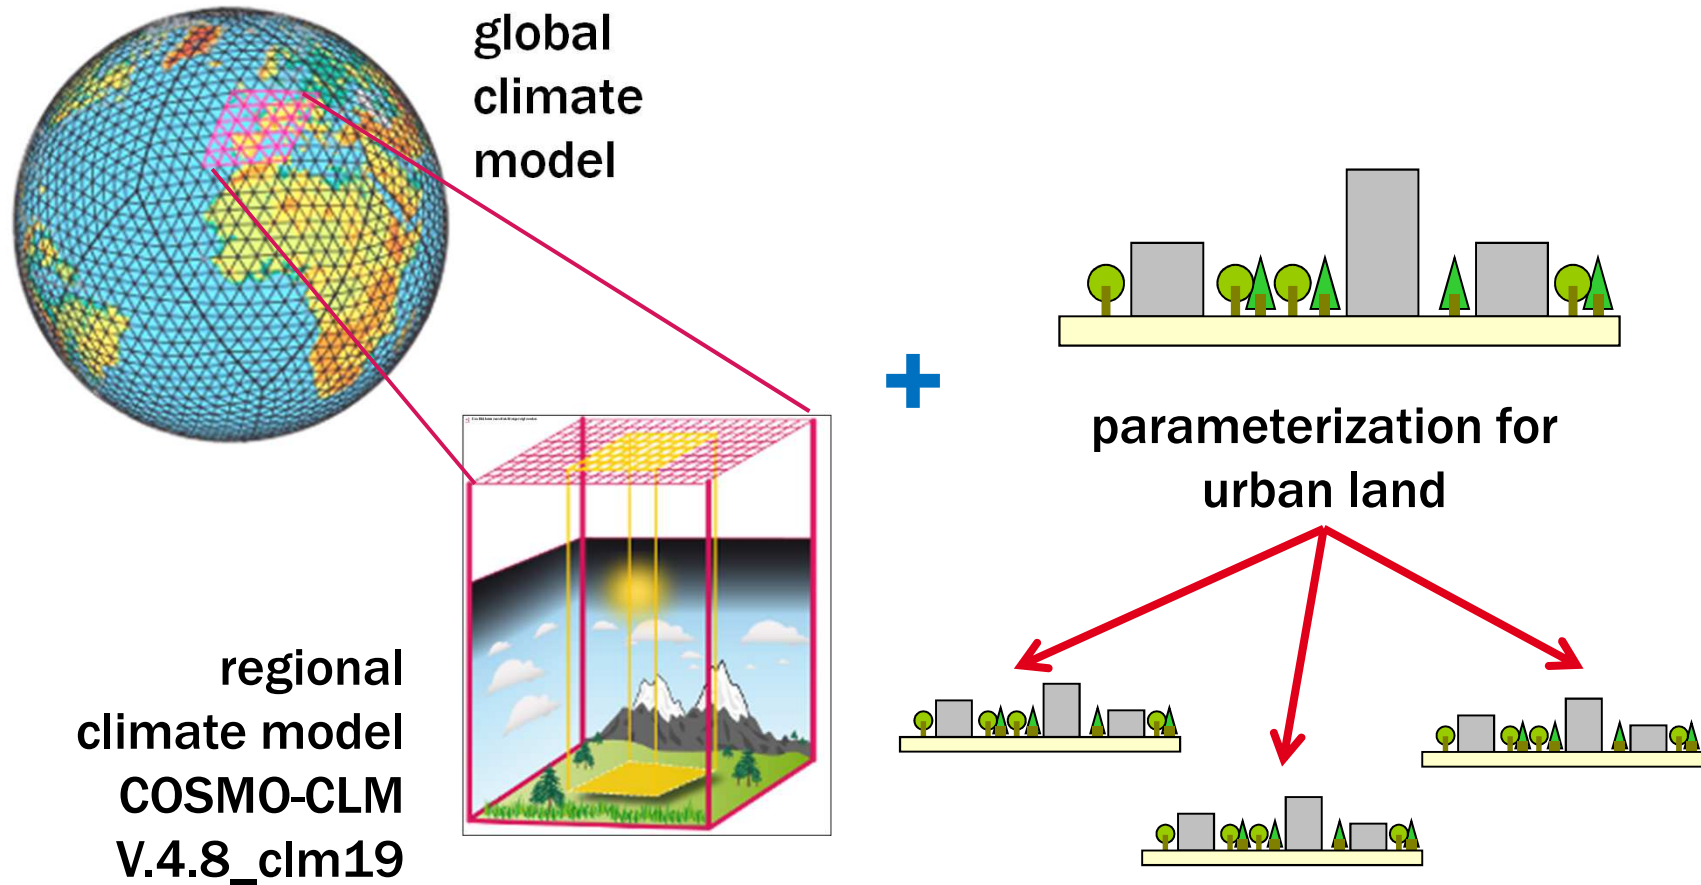 global
climate
model
parameterization for
urban land
regional
climate model
COSMO-CLM
V.4.8_clm19